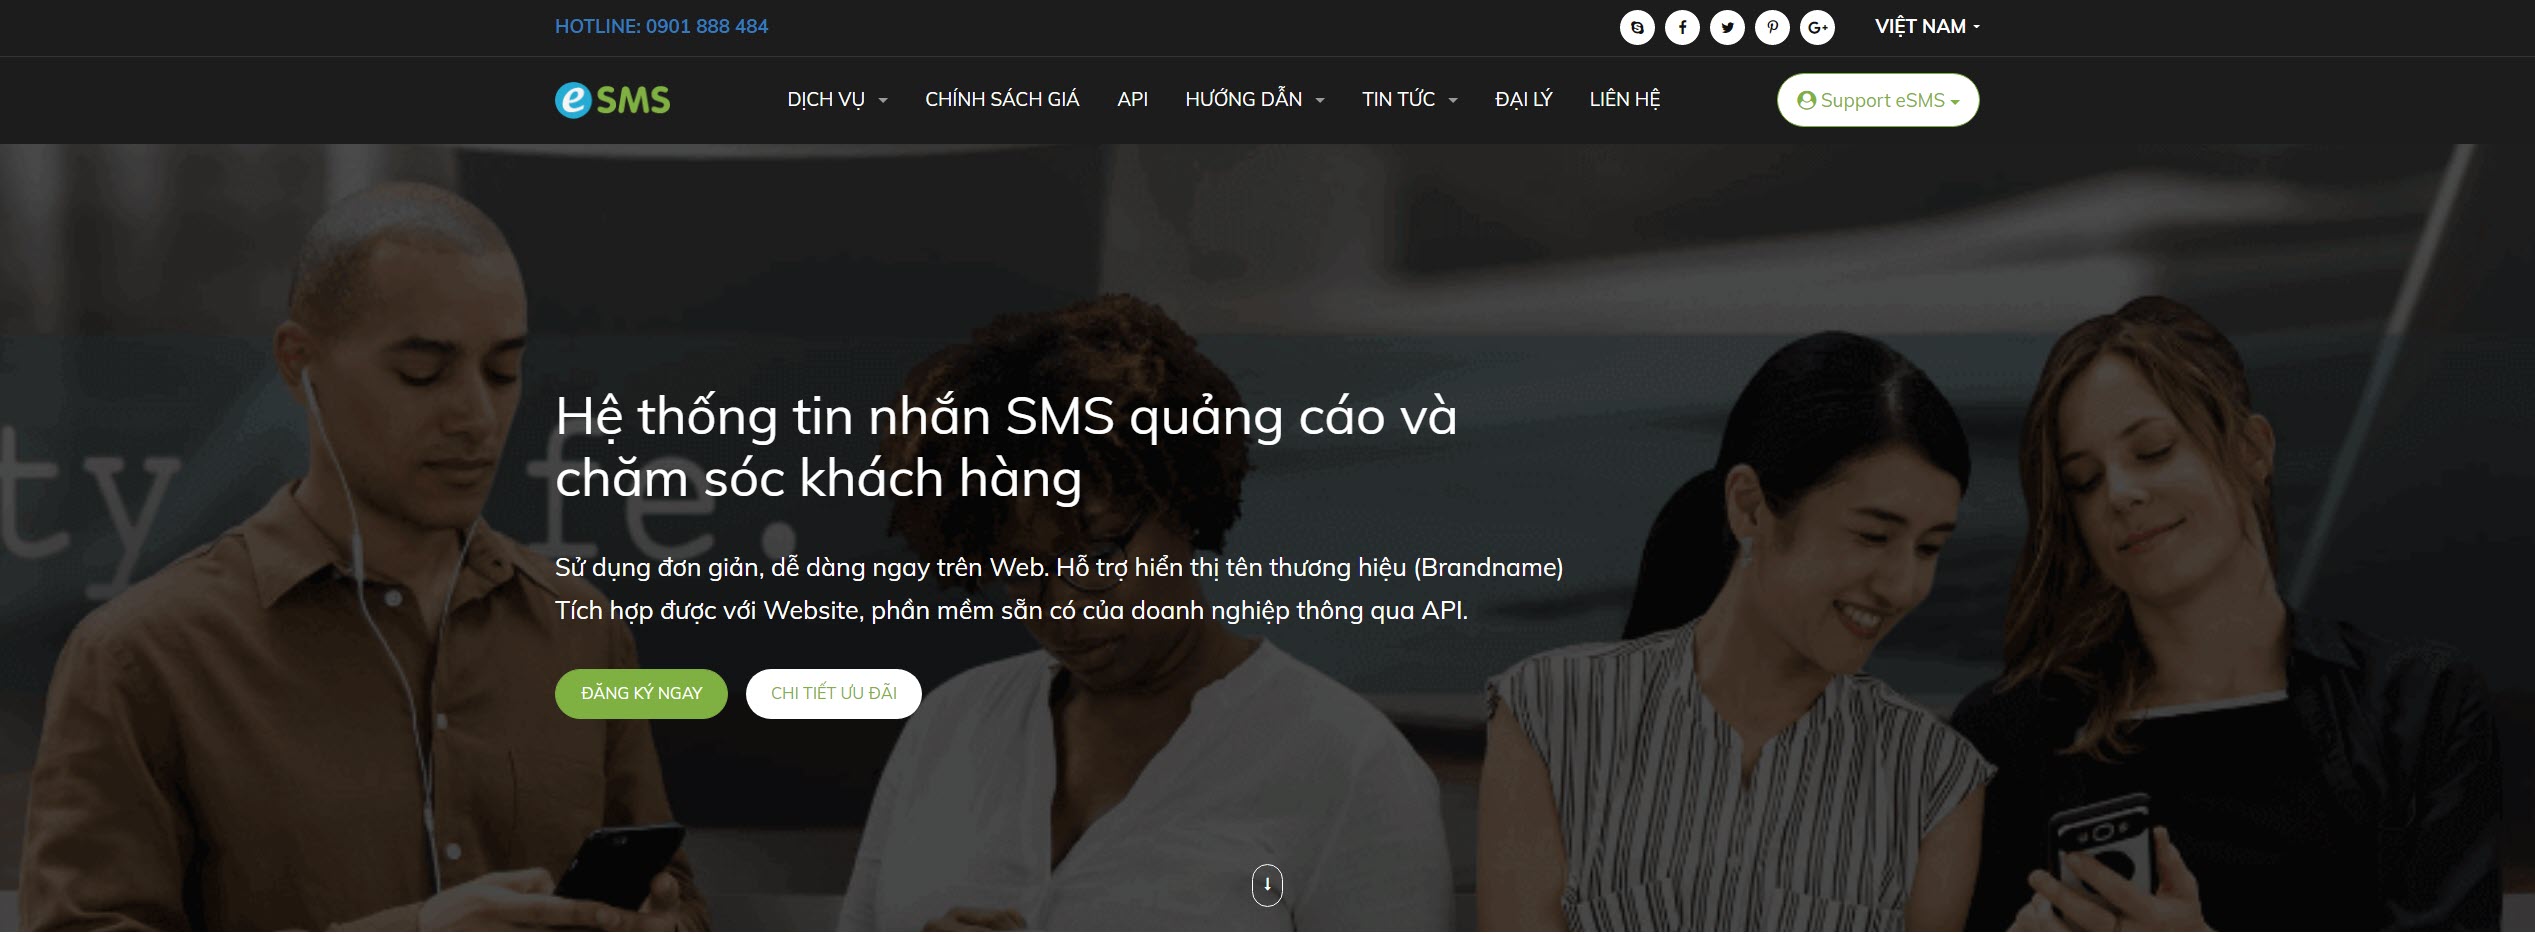 HOTLINE: 0901 888 484
VIỆT NAM
eSMS
DỊCH VỤ
CHÍNH SÁCH GIÁ
API
HƯỚNG DẪN
TIN TỨC
ĐẠI LÝ
LIÊN HỆ
Support eSMS
Hệ thống tin nhắn SMS quảng cáo và
chăm sóc khách hàng
Sử dụng đơn giản, dễ dàng ngay trên Web. Hỗ trợ hiển thị tên thương hiệu (Brandname)
Tích hợp được với Website, phần mềm sẵn có của doanh nghiệp thông qua API.
ĐĂNG KÝ NGAY
CHI TIẾT ƯU ĐÃI